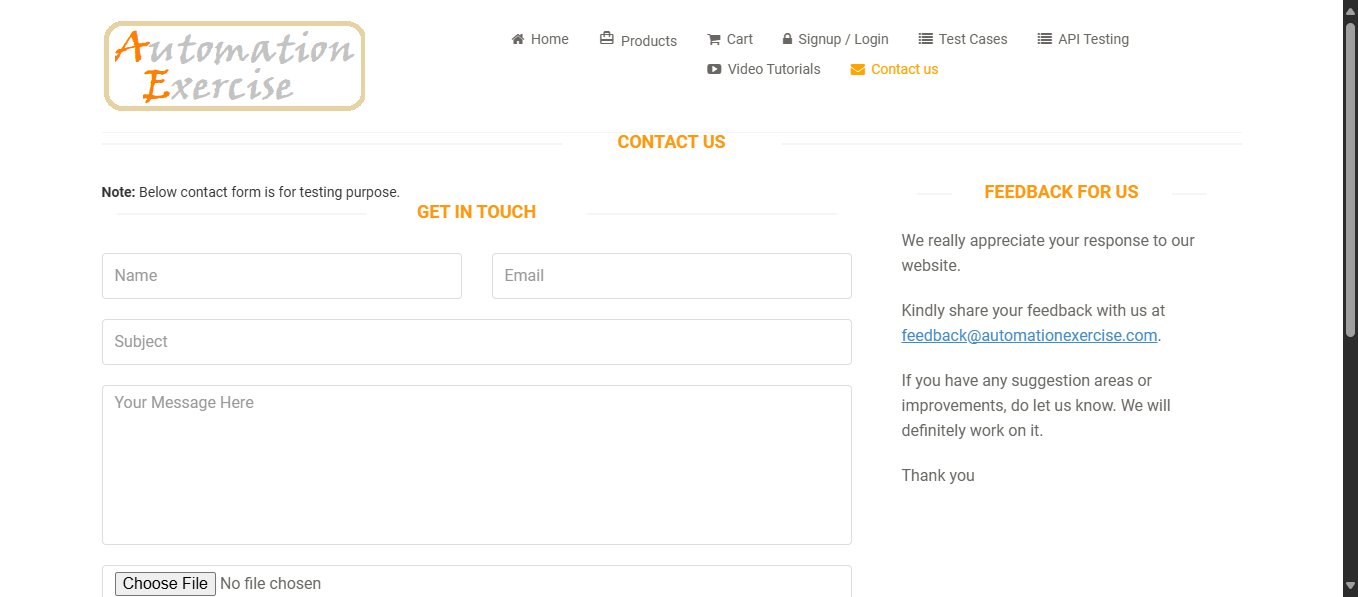 Automation
Exercise
Home
Products
Cart
Signup / Login
Test Cases
API Testing
Video Tutorials
Contact us
CONTACT US
Note: Below contact form is for testing purpose.
GET IN TOUCH
Name
Email
Subject
Your Message Here
Choose File No file chosen
FEEDBACK FOR US
We really appreciate your response to our
website.
Kindly share your feedback with us at
feedback@automationexercise.com.
If you have any suggestion areas or
improvements, do let us know. We will
definitely work on it.
Thank you